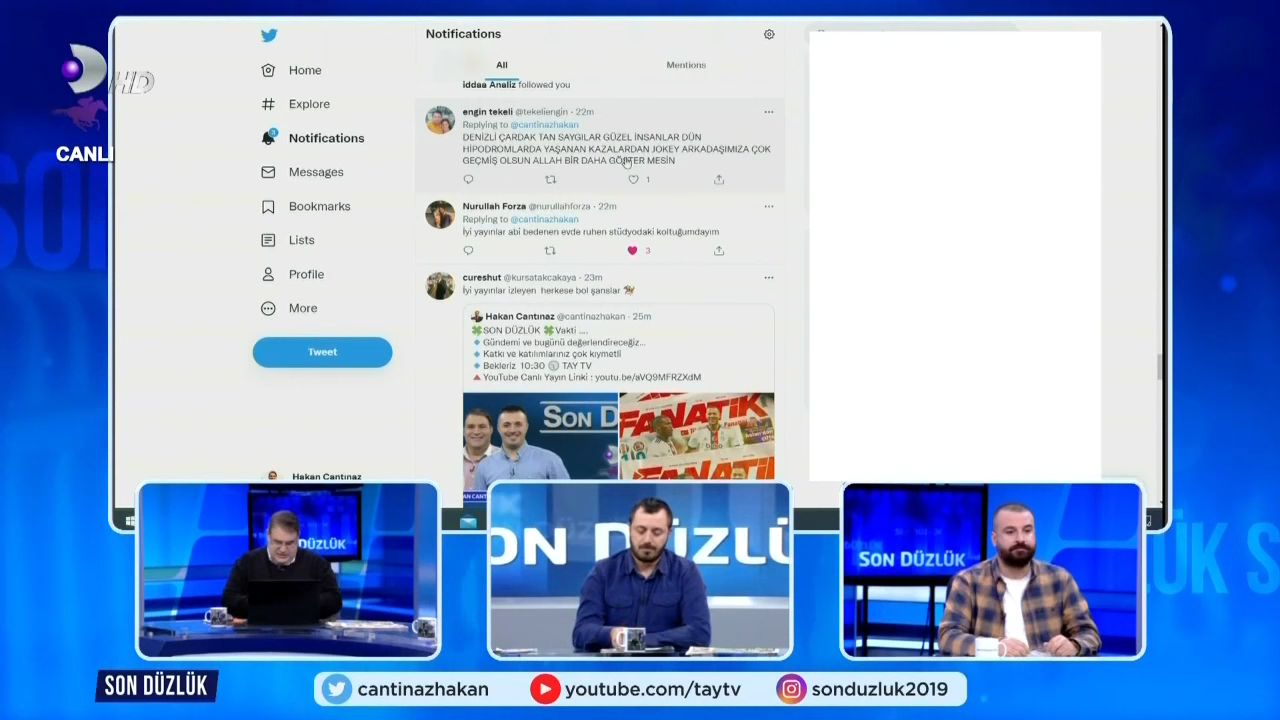 HD
CANLI
Home
Explore
Notifications
Messages
Bookmarks
Lists
Profile
More
Tweet
Hakan Cantınaz
Notifications
All
Mentions
iddaa Analiz followed you
engin tekeli @tekeliengin · 22m
Replying to @cantinazhakan
DENİZLİ ÇARDAK TAN SAYGILAR GÜZEL İNSANLAR DÜN
HİPODROMLARDA YAŞANAN KAZALARDAN JOKEY ARKADAŞIMIZA ÇOK
GEÇMİŞ OLSUN ALLAH BİR DAHA GÖSTER MESİN
1
Nurullah Forza @nurullahforza · 22m
Replying to @cantinazhakan
İyi yayınlar abi bedenen evde ruhen stüdyodaki koltuğumdayım
3
cureshut @kursatakcakaya · 23m
İyi yayınlar izleyen herkese bol şanslar 🏇
Hakan Cantınaz @cantinazhakan · 25m
🍀SON DÜZLÜK 🍀Vakti ....
🔹 Gündemi ve bugünü değerlendireceğiz...
🔹 Katkı ve katılımlarınız çok kıymetli
🔹 Bekleriz 10:30 🕥 TAY TV
🔺 YouTube Canlı Yayın Linki : youtu.be/aVQ9MFRZXdM
SON D
FANATİK
DÜZLÜK
ON DÜZLÜ
SON DÜZLÜK
SON DÜZLÜK
cantinazhakan
youtube.com/taytv
sonduzluk2019